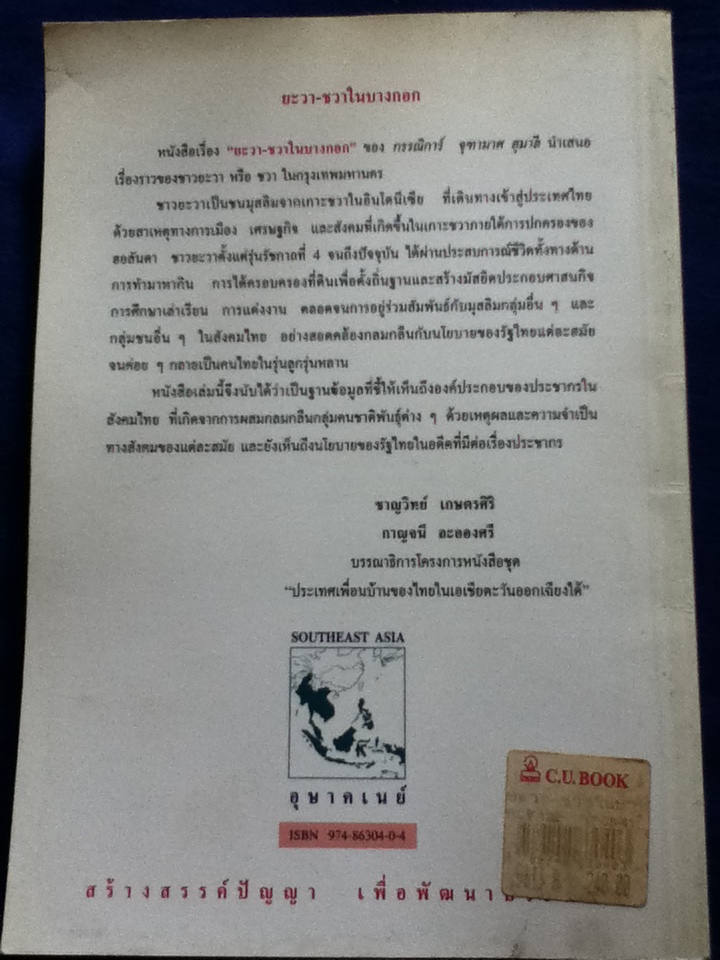 ยะวา-ชวาในบางกอก
หนังสือเรื่อง "ยะวา-ชวาในบางกอก" ของ กรรณิการ์ จุฑามาศ สุมาลี นำเสนอ
เรื่องราวของชาวยะวา หรือ ชวา ในกรุงเทพมหานคร
ชาวยะวาเป็นชนมุสลิมจากเกาะชวาในอินโดนีเซีย ที่เดินทางเข้าสู่ประเทศไทย
ด้วยสาเหตุทางการเมือง เศรษฐกิจ และสังคมที่เกิดขึ้นในเกาะชวาภายใต้การปกครองของ
ฮอลันดา ชาวยะวาตั้งแต่รุ่นรัชกาลที่ 4 จนถึงปัจจุบัน ได้ผ่านประสบการณ์ชีวิตทั้งทางด้าน
การทำมาหากิน การได้ครอบครองที่ดินเพื่อตั้งถิ่นฐานและสร้างมัสยิดประกอบศาสนกิจ
การศึกษาเล่าเรียน การแต่งงาน ตลอดจนการอยู่ร่วมสัมพันธ์กับมุสลิมกลุ่มอื่น ๆ และ
กลุ่มชนอื่น ๆ ในสังคมไทย อย่างสอดคล้องกลมกลืนกับนโยบายของรัฐไทยแต่ละสมัย
จนค่อย ๆ กลายเป็นคนไทยในรุ่นลูกรุ่นหลาน
หนังสือเล่มนี้จึงนับได้ว่าเป็นฐานข้อมูลที่ชี้ให้เห็นถึงองค์ประกอบของประชากรใน
สังคมไทย ที่เกิดจากการผสมกลมกลืนกลุ่มคนชาติพันธุ์ต่าง ๆ ด้วยเหตุผลและความจำเป็น
ทางสังคมของแต่ละสมัย และยังเห็นถึงนโยบายของรัฐไทยในอดีตที่มีต่อเรื่องประชากร
ชาญวิทย์ เกษตรศิริ
กาญจนี ละอองศรี
บรรณาธิการโครงการหนังสือชุด
"ประเทศเพื่อนบ้านของไทยในเอเชียตะวันออกเฉียงใต้"
SOUTHEAST ASIA
อุษาคเนย์
ISBN 974-86304-0-4
C.U. BOOK
สร้างสรรค์ปัญญา เพื่อพัฒนา